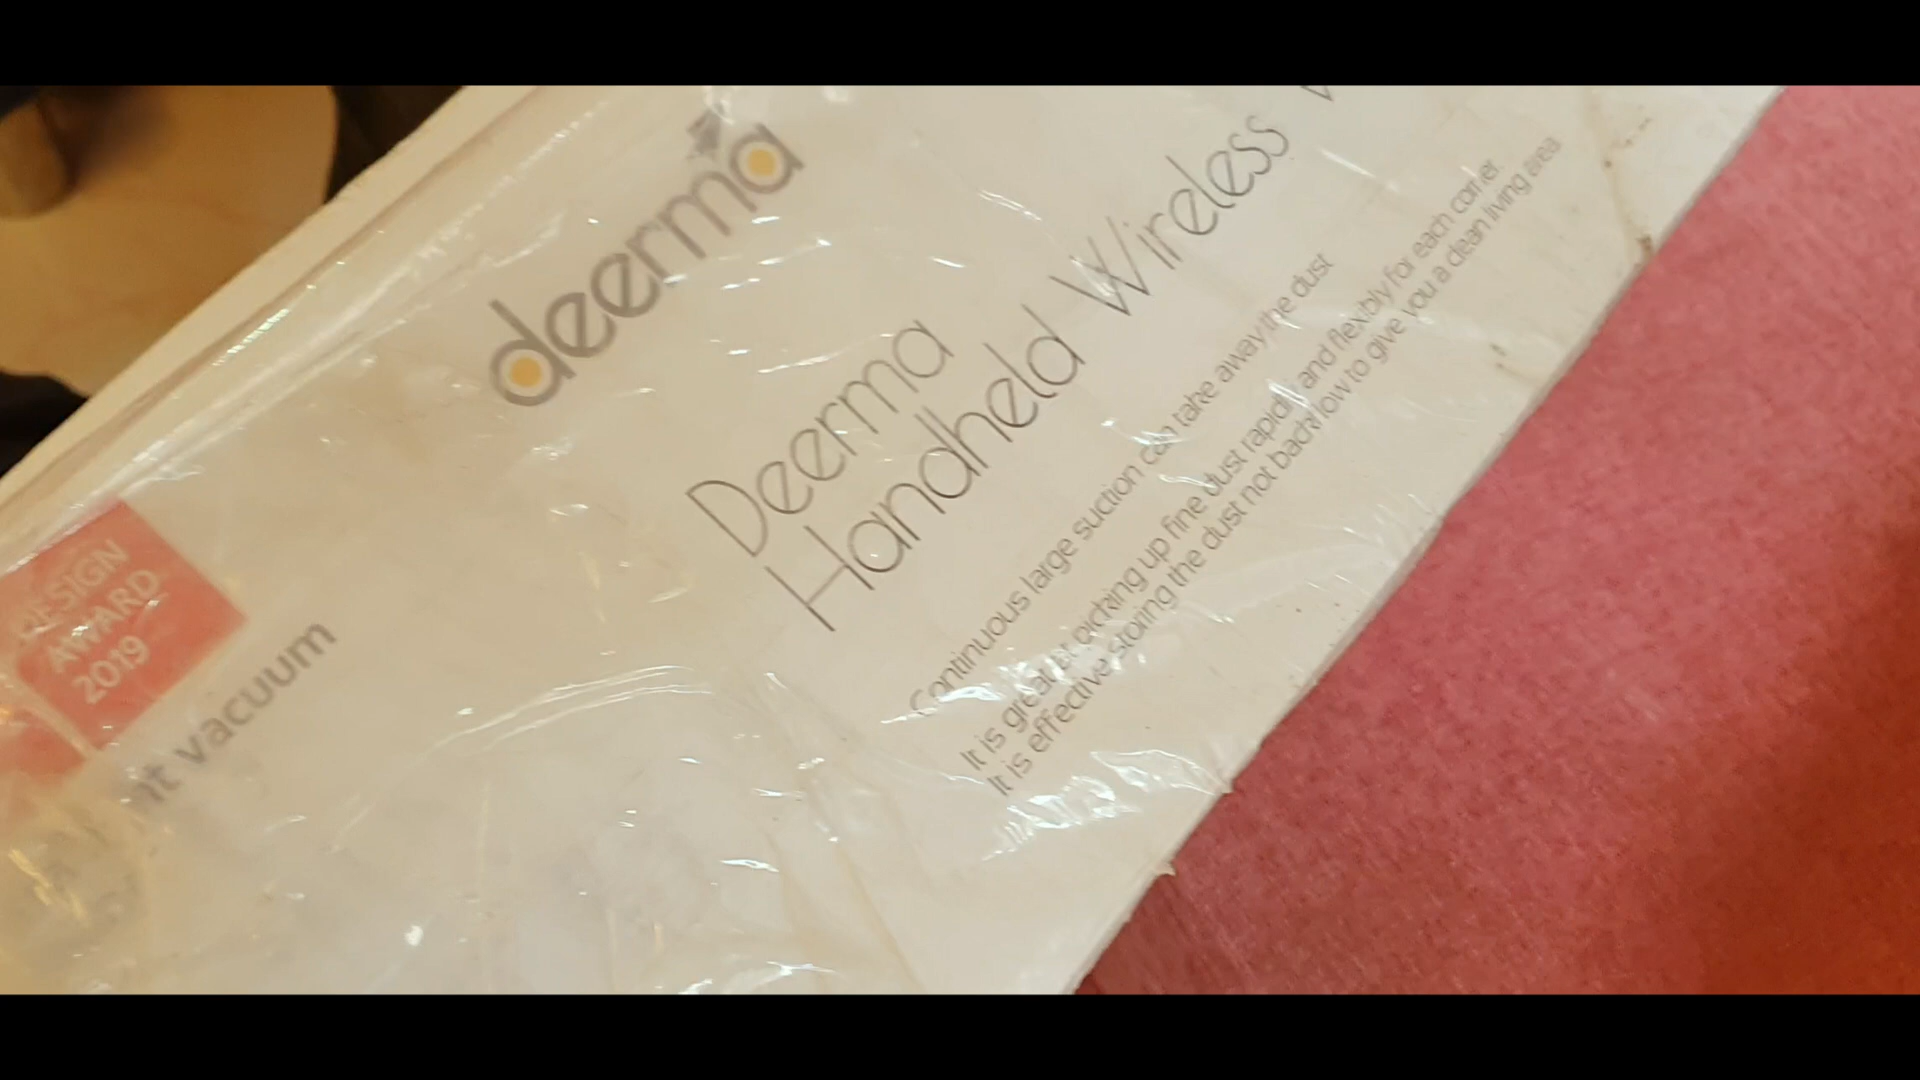 deerma
Deerma
Handheld Wireless
Continuous large suction can take away the dust
It is great at picking up fine dust rapidly and flexibly for each corner
It is effective storing the dust not backflow to give you a clean living area
DESIGN
AWARD
2019
vacuum